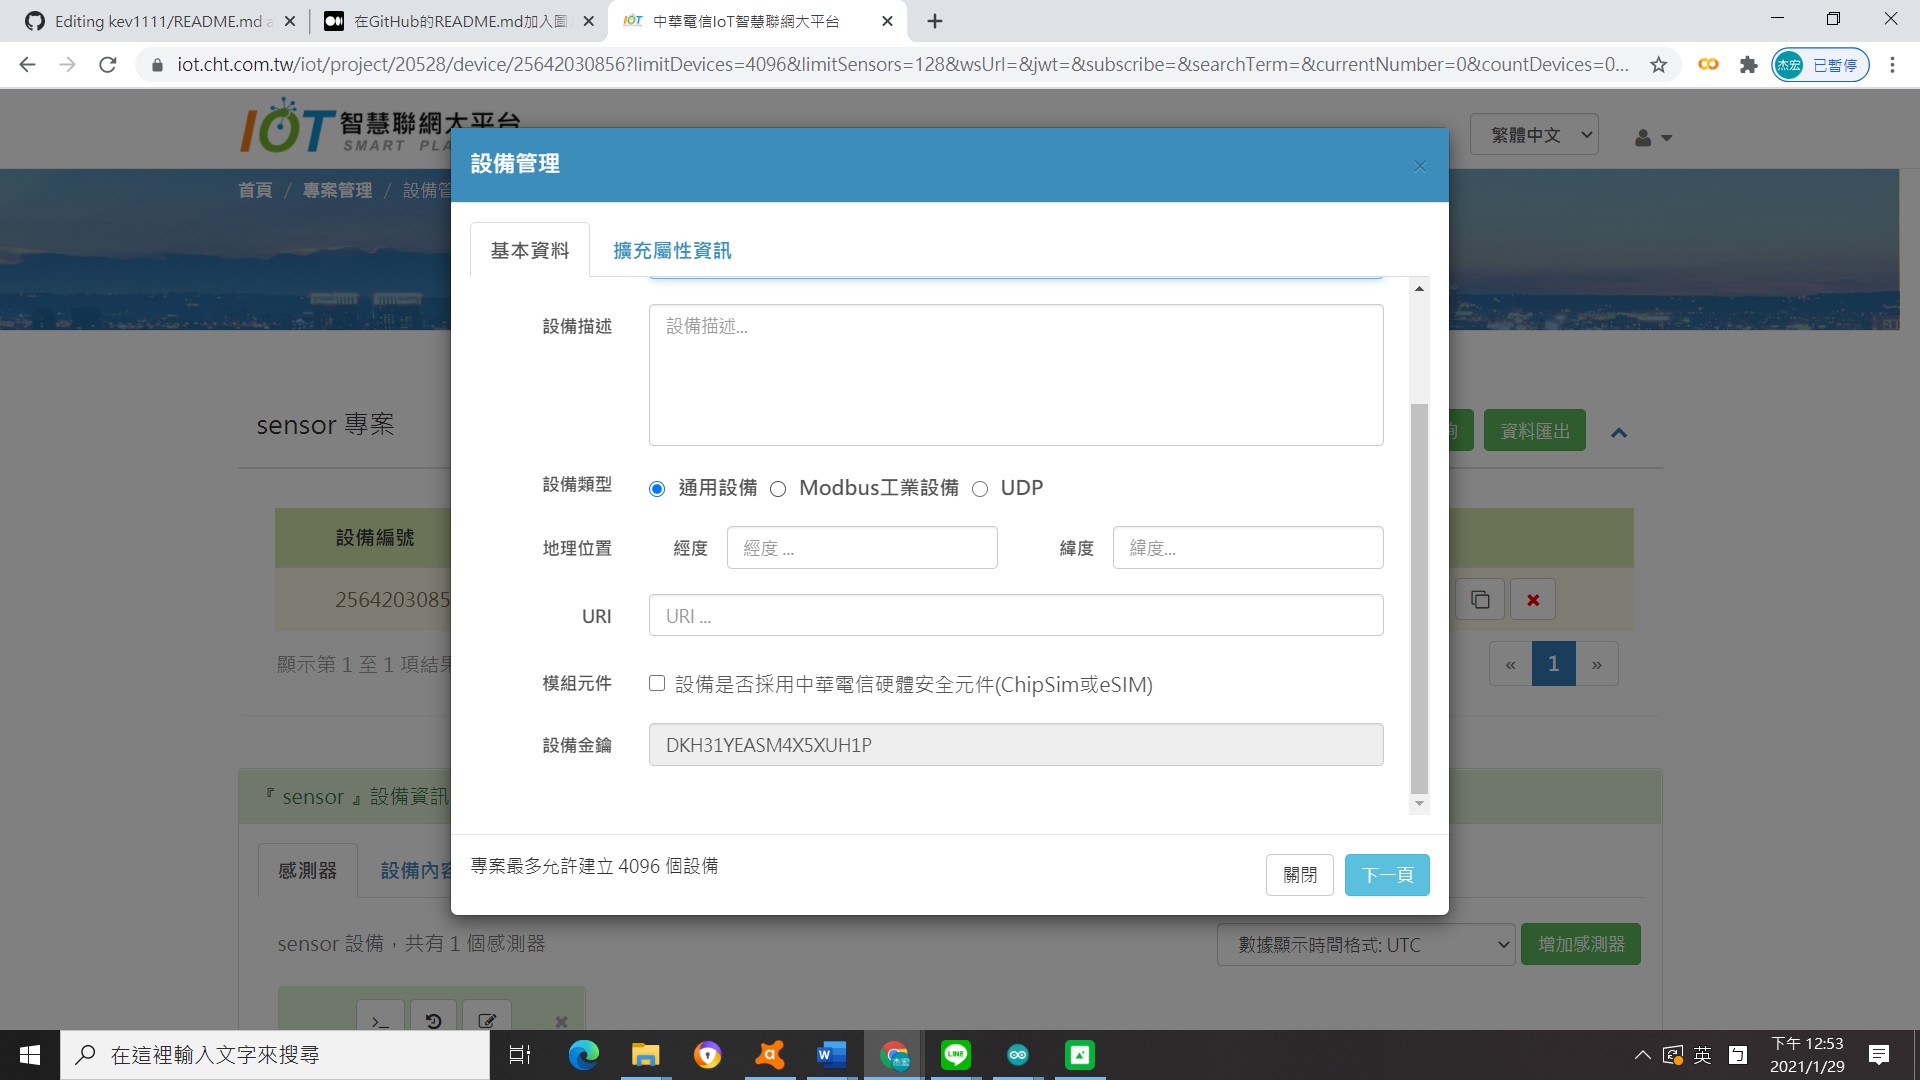 Editing kev1111/README.md a
在GitHub的README.md加入圖
中華電信IoT智慧聯網大平台
iot.cht.com.tw/iot/project/20528/device/25642030856?limitDevices=4096&limitSensors=128&wsUrl=&jwt=&subscribe=&searchTerm=&currentNumber=0&countDevices=0...
杰宏 已暫停
IOT 智慧聯網大平台
SMART PLA
繁體中文
首頁 / 專案管理 / 設備管
設備管理
基本資料 擴充屬性資訊
設備描述 設備描述...
設備類型 通用設備 Modbus工業設備 UDP
地理位置 經度 經度 ... 緯度 緯度...
URI URI ...
模組元件 設備是否採用中華電信硬體安全元件(ChipSim或eSIM)
設備金鑰 DKH31YEASM4X5XUH1P
專案最多允許建立 4096 個設備
關閉 下一頁
sensor 專案
詢 資料匯出
設備編號
2564203085
顯示第 1 至 1 項結果
« 1 »
『 sensor 』設備資訊
感測器 設備內容
sensor 設備，共有 1 個感測器
數據顯示時間格式: UTC 增加感測器
在這裡輸入文字來搜尋
英
下午 12:53
2021/1/29